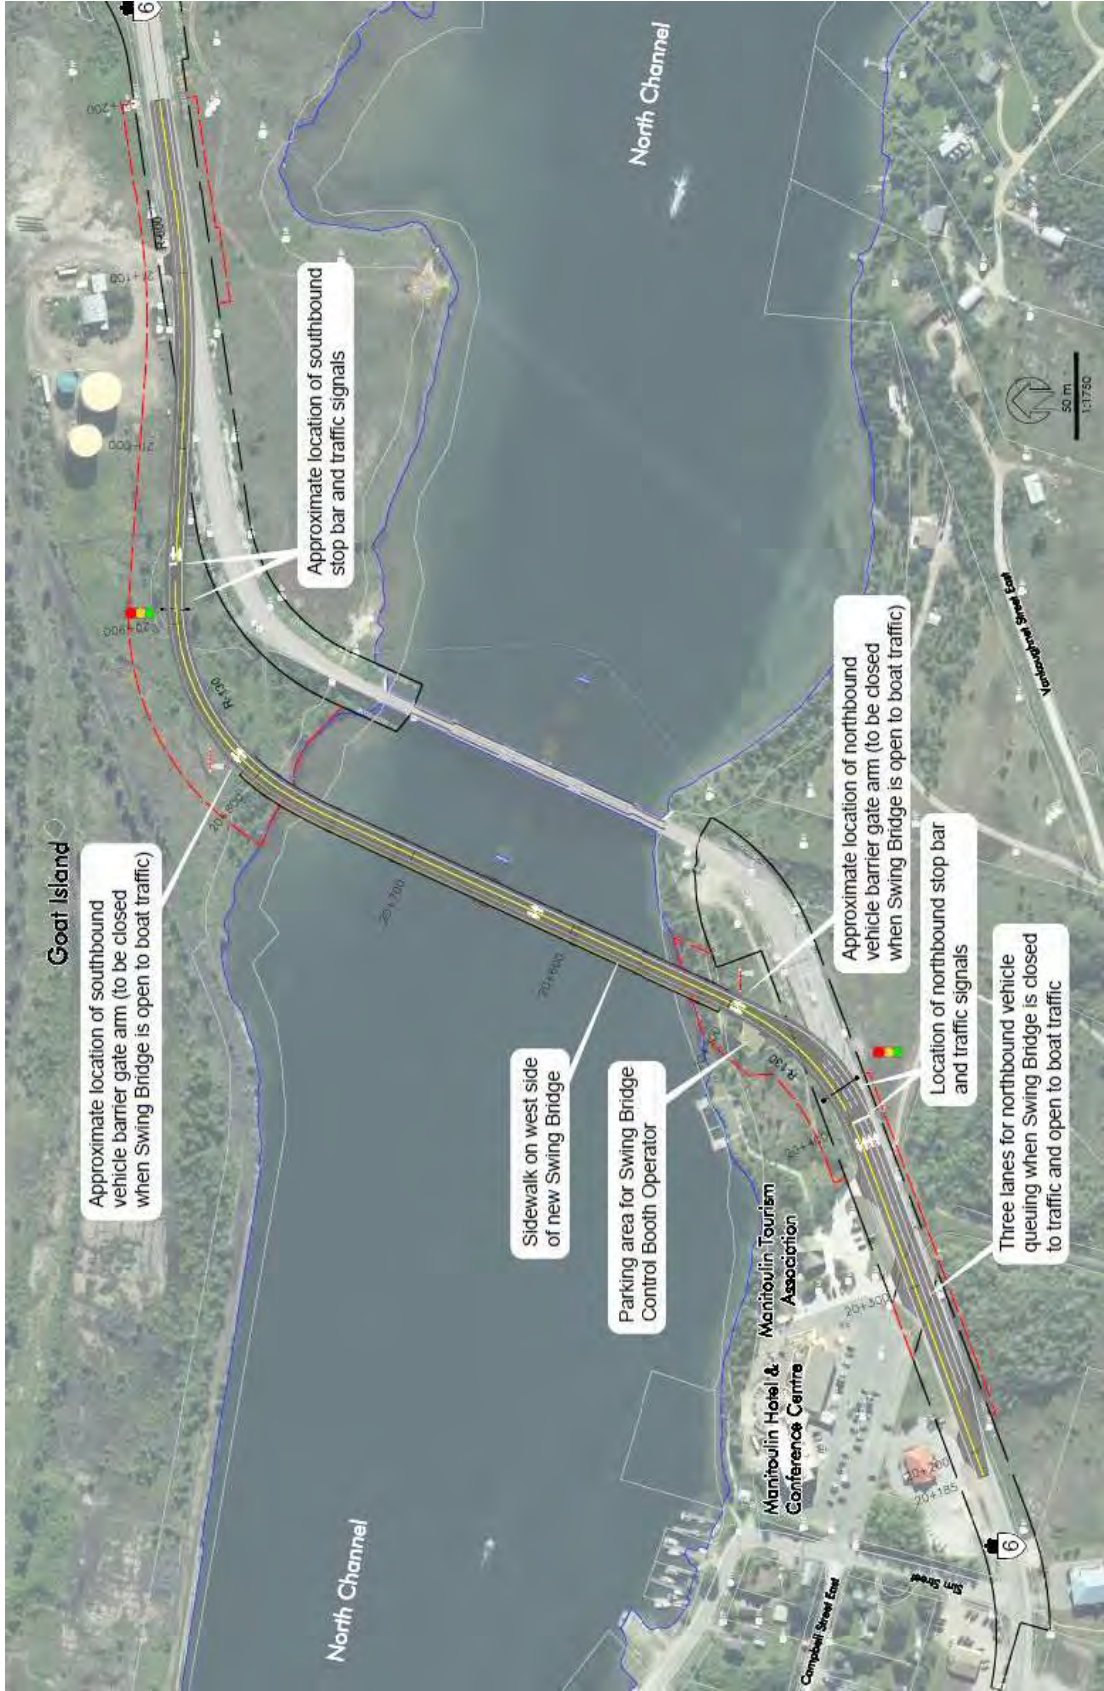 Goat Island
Approximate location of southbound
vehicle barrier gate arm (to be closed
when Swing Bridge is open to boat traffic)
6
21+200
21+100
21+000
20+900
R-130
20+800
Approximate location of southbound
stop bar and traffic signals
North Channel
20+700
20+600
Sidewalk on west side
of new Swing Bridge
Parking area for Swing Bridge
Control Booth Operator
R-130
20+400
Approximate location of northbound
vehicle barrier gate arm (to be closed
when Swing Bridge is open to boat traffic)
Location of northbound stop bar
and traffic signals
Three lanes for northbound vehicle
queuing when Swing Bridge is closed
to traffic and open to boat traffic
North Channel
Manitoulin Hotel &
Conference Centre
Manitoulin Tourism
Association
20+300
20+200
20+185
6
Campbell Street East
Sim Street
Vankoughnet Street East
50 m
1:1750